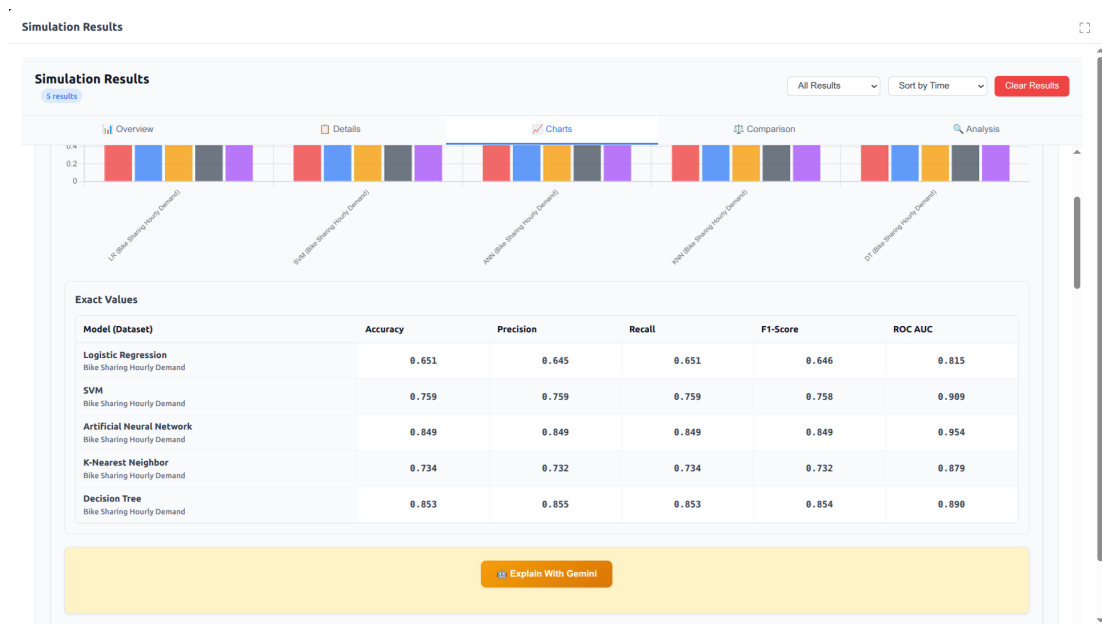 Simulation Results
Simulation Results
5 results
All Results
Sort by Time
Clear Results
📊 Overview
📋 Details
📈 Charts
⚖️ Comparison
🔍 Analysis
0.4
0.2
0
LR (Bike Sharing Hourly Demand)
SVM (Bike Sharing Hourly Demand)
ANN (Bike Sharing Hourly Demand)
KNN (Bike Sharing Hourly Demand)
DT (Bike Sharing Hourly Demand)
Exact Values
Model (Dataset) Accuracy Precision Recall F1-Score ROC AUC
Logistic Regression
Bike Sharing Hourly Demand
0.651 0.645 0.651 0.646 0.815
SVM
Bike Sharing Hourly Demand
0.759 0.759 0.759 0.758 0.909
Artificial Neural Network
Bike Sharing Hourly Demand
0.849 0.849 0.849 0.849 0.954
K-Nearest Neighbor
Bike Sharing Hourly Demand
0.734 0.732 0.734 0.732 0.879
Decision Tree
Bike Sharing Hourly Demand
0.853 0.855 0.853 0.854 0.890
🤖 Explain With Gemini